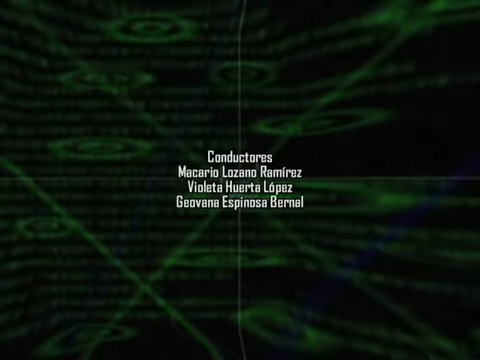 Conductores
Macario Lozano Ramírez
Violeta Huerta López
Geovana Espinosa Bernal